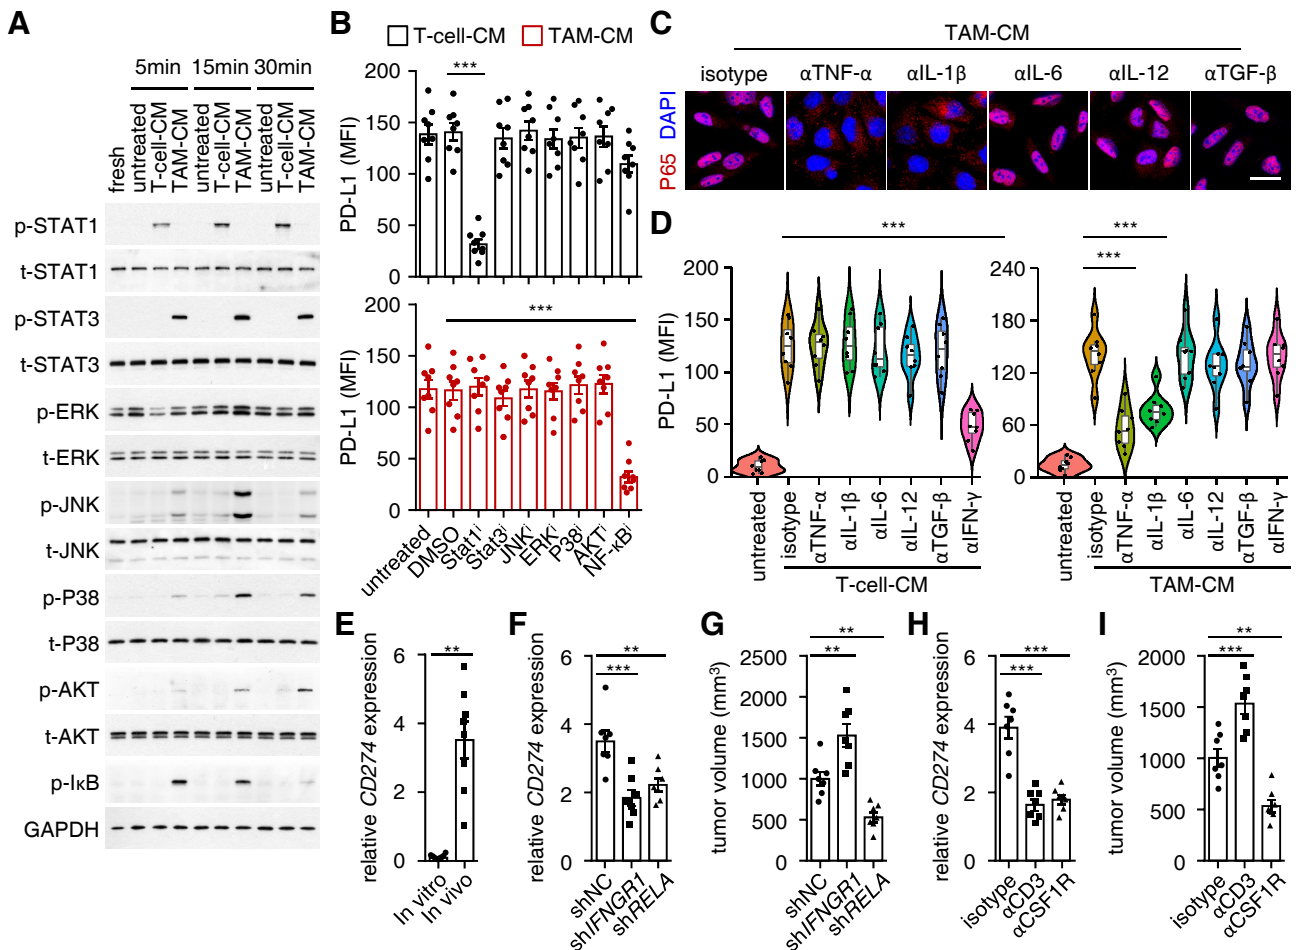 A
5min 15min 30min
fresh
untreated
T-cell-CM
TAM-CM
untreated
T-cell-CM
TAM-CM
untreated
T-cell-CM
TAM-CM
p-STAT1
t-STAT1
p-STAT3
t-STAT3
p-ERK
t-ERK
p-JNK
t-JNK
p-P38
t-P38
p-AKT
t-AKT
p-IκB
GAPDH
B
T-cell-CM TAM-CM
PD-L1 (MFI)
200
150
100
50
0
***
PD-L1 (MFI)
200
150
100
50
0
***
untreated
DMSO
Stat1ⁱ
Stat3ⁱ
JNKⁱ
ERKⁱ
P38ⁱ
AKTⁱ
NF-κBⁱ
C
TAM-CM
isotype αTNF-α αIL-1β αIL-6 αIL-12 αTGF-β
P65 DAPI
D
PD-L1 (MFI)
200
150
100
50
0
***
untreated
isotype
αTNF-α
αIL-1β
αIL-6
αIL-12
αTGF-β
αIFN-γ
T-cell-CM
240
180
120
60
0
***
***
untreated
isotype
αTNF-α
αIL-1β
αIL-6
αIL-12
αTGF-β
αIFN-γ
TAM-CM
E
relative CD274 expression
6
4
2
0
**
In vitro
In vivo
F
relative CD274 expression
6
4
2
0
**
***
shNC
shIFNGR1
shRELA
G
tumor volume (mm³)
2500
2000
1500
1000
500
0
**
**
shNC
shIFNGR1
shRELA
H
relative CD274 expression
6
4
2
0
***
***
isotype
αCD3
αCSF1R
I
tumor volume (mm³)
2000
1500
1000
500
0
**
***
isotype
αCD3
αCSF1R